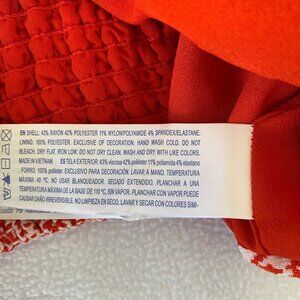 EN SHELL: 43% RAYON 42% POLYESTER 11% NYLON/POLYAMIDE 4% SPANDEX/ELASTANE.
LINING: 100% POLYESTER. EXCLUSIVE OF DECORATION. HAND WASH COLD. DO NOT
BLEACH. DRY FLAT. IRON LOW. DO NOT DRY CLEAN. WASH AND DRY WITH LIKE COLORS.
MADE IN VIETNAM. ES TELA EXTERIOR: 43% viscosa 42% poliéster 11% poliamida 4% elastano
. FORRO: 100% poliéster. EXCLUSIVO PARA DECORACIÓN. LAVAR A MANO. TEMPERATURA
MÁXIMA 40 °C. NO USAR BLANQUEADOR. SECADO EXTENDIDO. PLANCHAR A UNA
TEMPERATURA MÁXIMA DE LA BASE DE 110 °C, SIN VAPOR. PLANCHAR A VAPOR PUEDE
CAUSAR DAÑO IRREVERSIBLE. NO LIMPIEZA EN SECO. LAVAR Y SECAR CON COLORES SIMI-